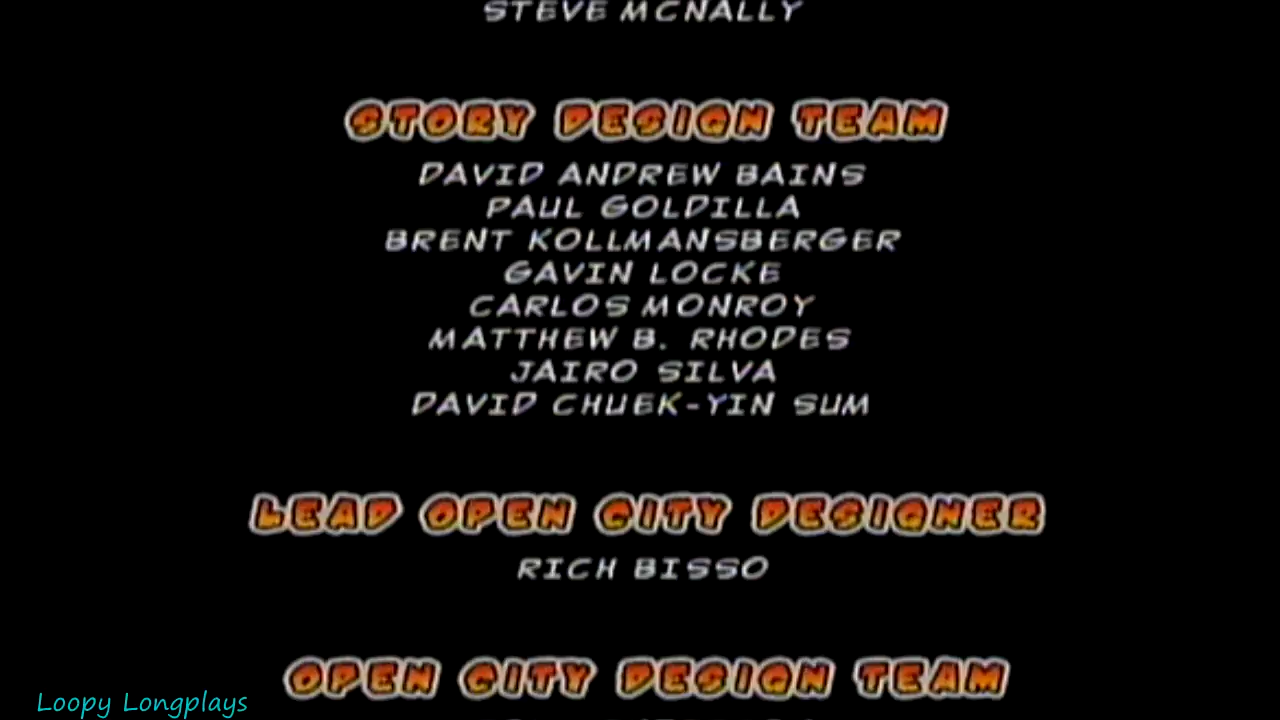 STEVE MCNALLY
STORY DESIGN TEAM
DAVID ANDREW BAINS
PAUL GOLDILLA
BRENT KOLLMANSBERGER
GAVIN LOCKE
CARLOS MONROY
MATTHEW B. RHODES
JAIRO SILVA
DAVID CHUEK-YIN SUM
LEAD OPEN CITY DESIGNER
RICH BISSO
OPEN CITY DESIGN TEAM
Loopy Longplays